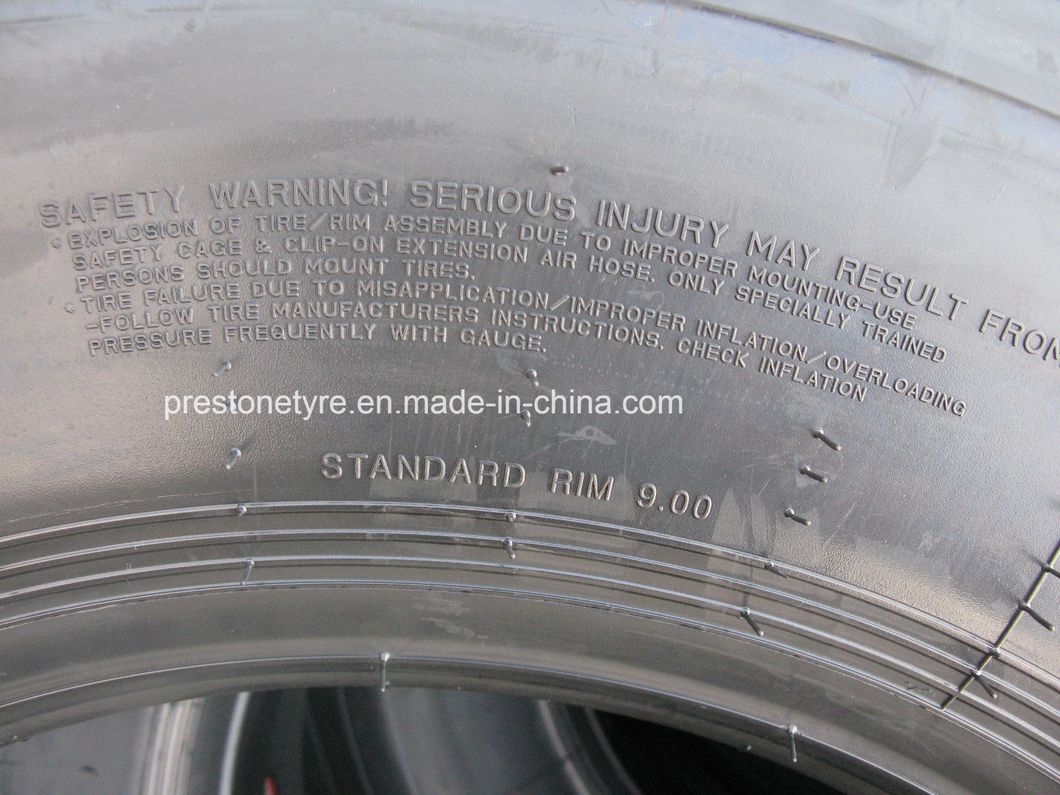 SAFETY WARNING! SERIOUS INJURY MAY RESULT FROM
* EXPLOSION OF TIRE/RIM ASSEMBLY DUE TO IMPROPER MOUNTING-USE
SAFETY CAGE & CLIP-ON EXTENSION AIR HOSE. ONLY SPECIALLY TRAINED
PERSONS SHOULD MOUNT TIRES.
* TIRE FAILURE DUE TO MISAPPLICATION/IMPROPER INFLATION/OVERLOADING
-FOLLOW TIRE MANUFACTURERS INSTRUCTIONS. CHECK INFLATION
PRESSURE FREQUENTLY WITH GAUGE.
prestonetyre.en.made-in-china.com
STANDARD RIM 9.00